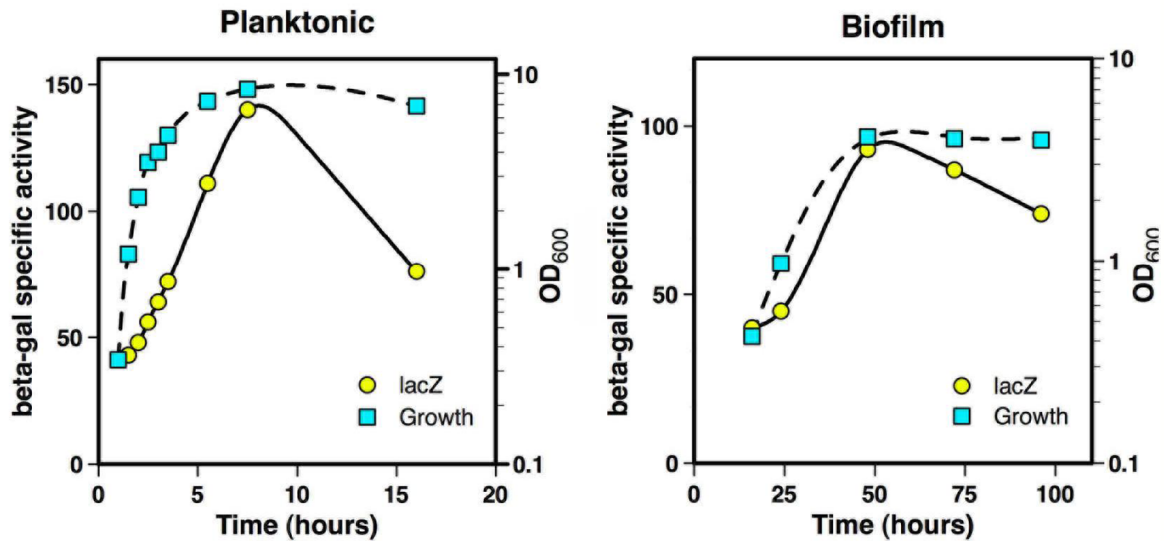 Planktonic
150
100
50
0
beta-gal specific activity
10
1
0.1
OD600
lacZ
Growth
0 5 10 15 20
Time (hours)
Biofilm
100
50
0
beta-gal specific activity
10
1
0.1
OD600
lacZ
Growth
0 25 50 75 100
Time (hours)